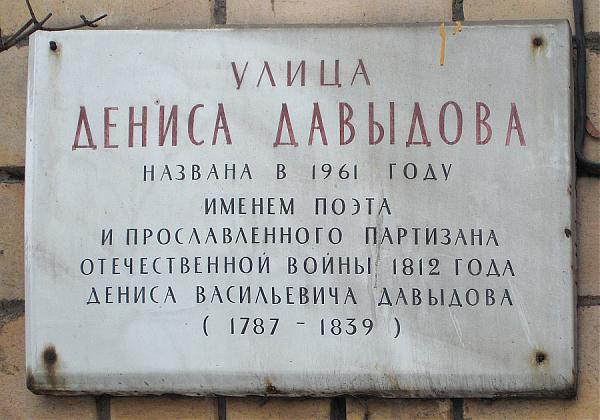 УЛИЦА
ДЕНИСА ДАВЫДОВА
НАЗВАНА В 1961 ГОДУ
ИМЕНЕМ ПОЭТА
И ПРОСЛАВЛЕННОГО ПАРТИЗАНА
ОТЕЧЕСТВЕННОЙ ВОЙНЫ 1812 ГОДА
ДЕНИСА ВАСИЛЬЕВИЧА ДАВЫДОВА
( 1787 - 1839 )